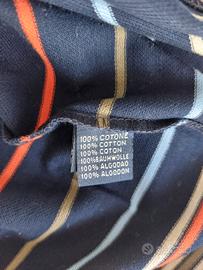 100% COTONE
100% COTTON
100% COTON
100% BAUMWOLLE
100% ALGODAO
100% ALGODON